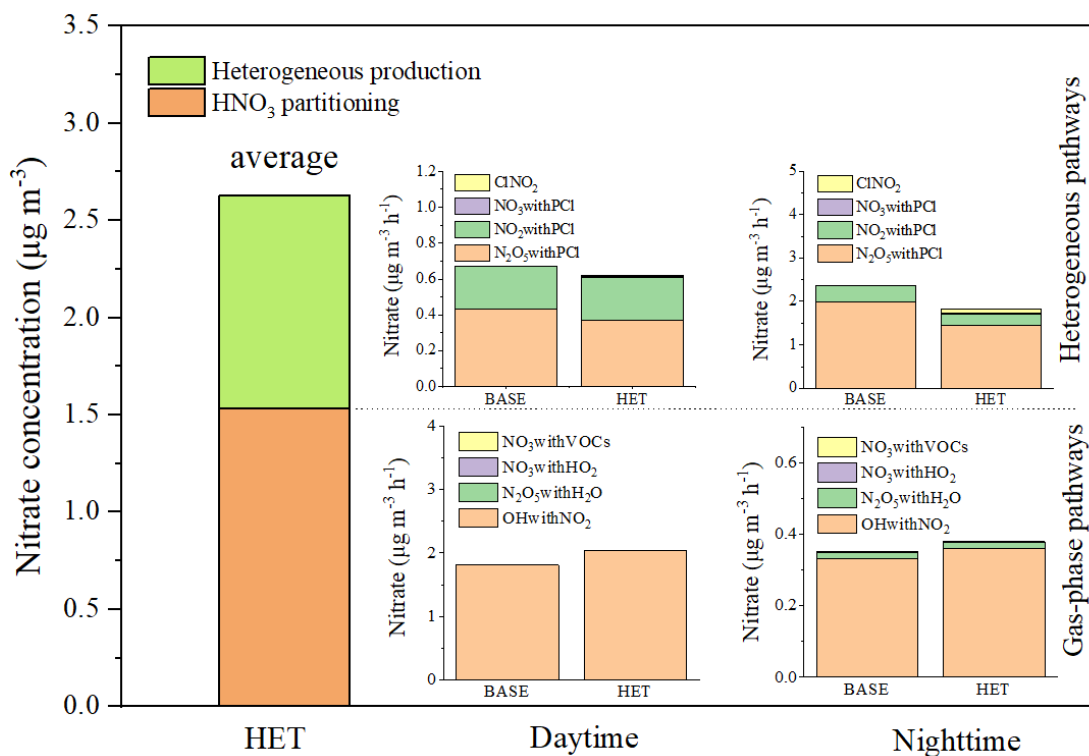 Nitrate concentration (µg m⁻³)
3.5
3.0
2.5
2.0
1.5
1.0
0.5
0.0
Heterogeneous production
HNO₃ partitioning
average
HET
Nitrate (µg m⁻³ h⁻¹)
1.2
1.0
0.8
0.6
0.4
0.2
0.0
ClNO₂
NO₃withPCl
NO₂withPCl
N₂O₅withPCl
BASE HET
Nitrate (µg m⁻³ h⁻¹)
5
4
3
2
1
0
ClNO₂
NO₃withPCl
NO₂withPCl
N₂O₅withPCl
BASE HET
Heterogeneous pathways
Nitrate (µg m⁻³ h⁻¹)
4
3
2
1
0
NO₃withVOCs
NO₃withHO₂
N₂O₅withH₂O
OHwithNO₂
BASE HET
Daytime
Nitrate (µg m⁻³ h⁻¹)
0.6
0.4
0.2
0.0
NO₃withVOCs
NO₃withHO₂
N₂O₅withH₂O
OHwithNO₂
BASE HET
Nighttime
Gas-phase pathways